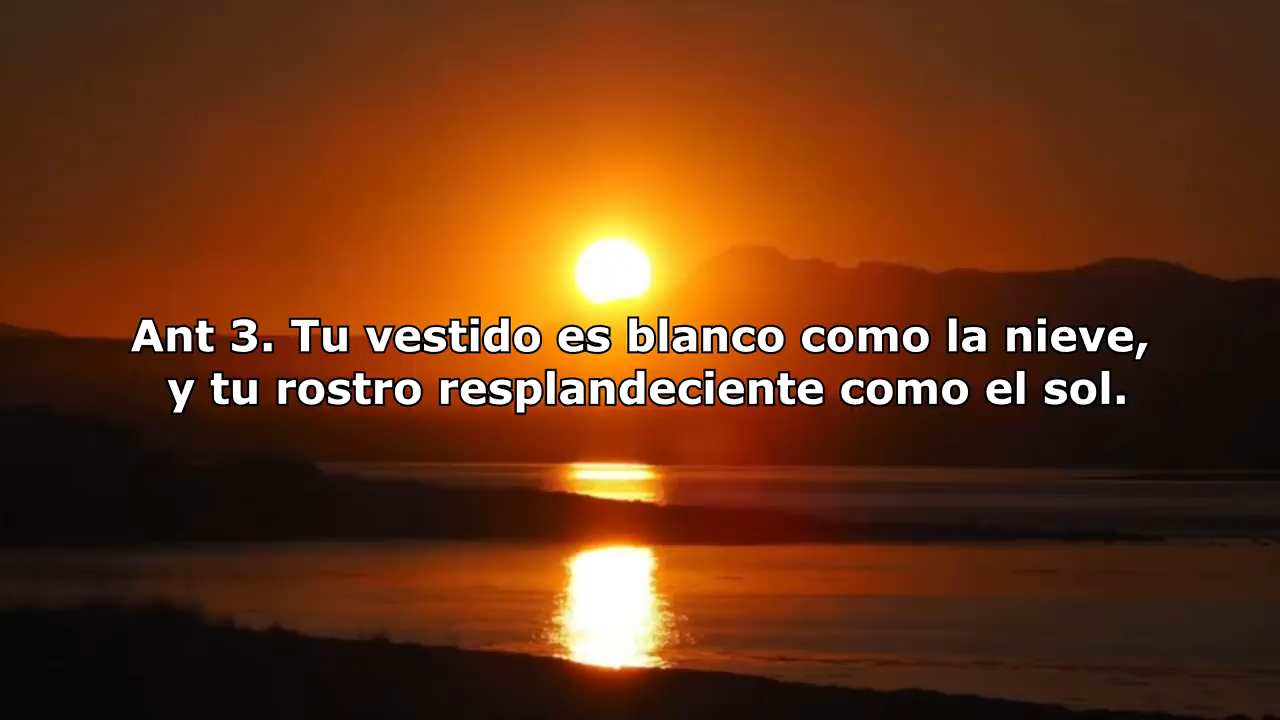 Ant 3. Tu vestido es blanco como la nieve,
y tu rostro resplandeciente como el sol.